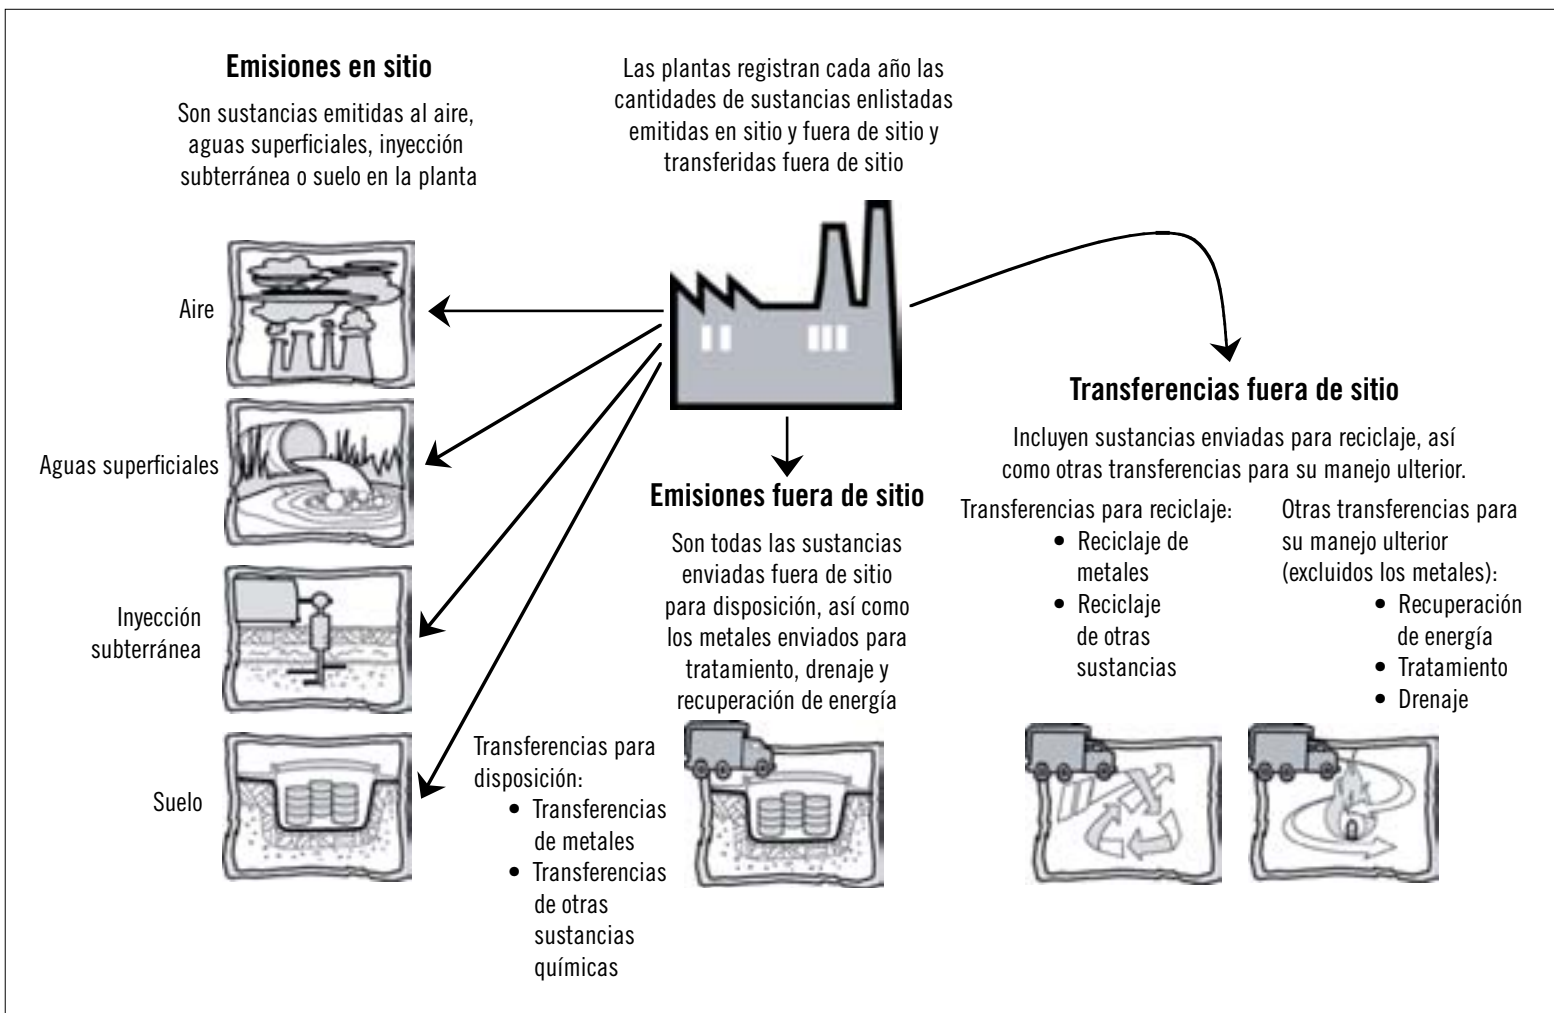 Emisiones en sitio
Son sustancias emitidas al aire,
aguas superficiales, inyección
subterránea o suelo en la planta
Aire
Aguas superficiales
Inyección
subterránea
Suelo
Las plantas registran cada año las
cantidades de sustancias enlistadas
emitidas en sitio y fuera de sitio y
transferidas fuera de sitio
Emisiones fuera de sitio
Son todas las sustancias
enviadas fuera de sitio
para disposición, así como
los metales enviados para
tratamiento, drenaje y
recuperación de energía
Transferencias para
disposición:
• Transferencias
de metales
• Transferencias
de otras
sustancias
químicas
Transferencias fuera de sitio
Incluyen sustancias enviadas para reciclaje, así
como otras transferencias para su manejo ulterior.
Transferencias para reciclaje:
• Reciclaje de
metales
• Reciclaje
de otras
sustancias
Otras transferencias para
su manejo ulterior
(excluidos los metales):
• Recuperación
de energía
• Tratamiento
• Drenaje